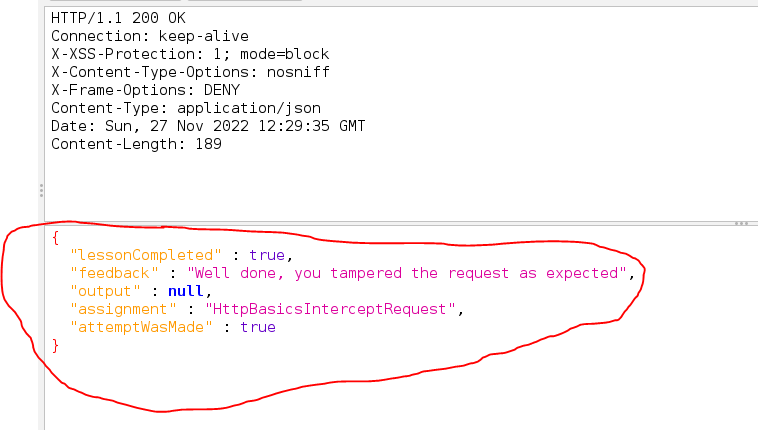 HTTP/1.1 200 OK
Connection: keep-alive
X-XSS-Protection: 1; mode=block
X-Content-Type-Options: nosniff
X-Frame-Options: DENY
Content-Type: application/json
Date: Sun, 27 Nov 2022 12:29:35 GMT
Content-Length: 189
{
"lessonCompleted" : true,
"feedback" : "Well done, you tampered the request as expected",
"output" : null,
"assignment" : "HttpBasicsInterceptRequest",
"attemptWasMade" : true
}